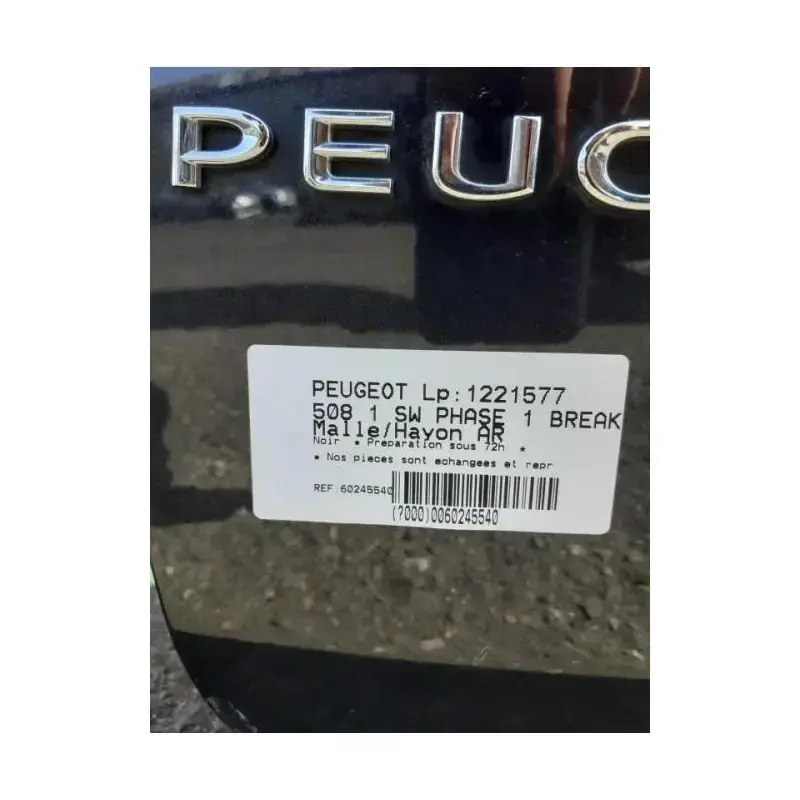 PEUG
PEUGEOT Lp:1221577
508 1 SW PHASE 1 BREAK
Malle/Hayon AR
Noir * Preparation sous 72h *
* Nos pieces sont echangees et repr
REF:60245540
(?000)0060245540